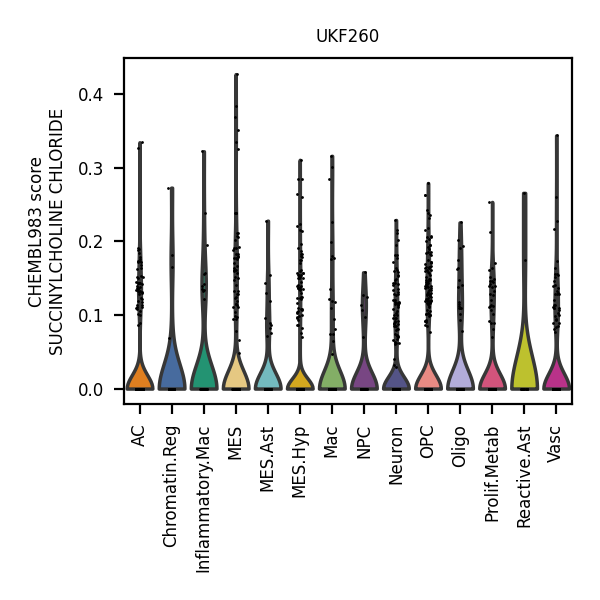 UKF260
CHEMBL983 score
SUCCINYLCHOLINE CHLORIDE
0.4
0.3
0.2
0.1
0.0
AC
Chromatin.Reg
Inflammatory.Mac
MES
MES.Ast
MES.Hyp
Mac
NPC
Neuron
OPC
Oligo
Prolif.Metab
Reactive.Ast
Vasc